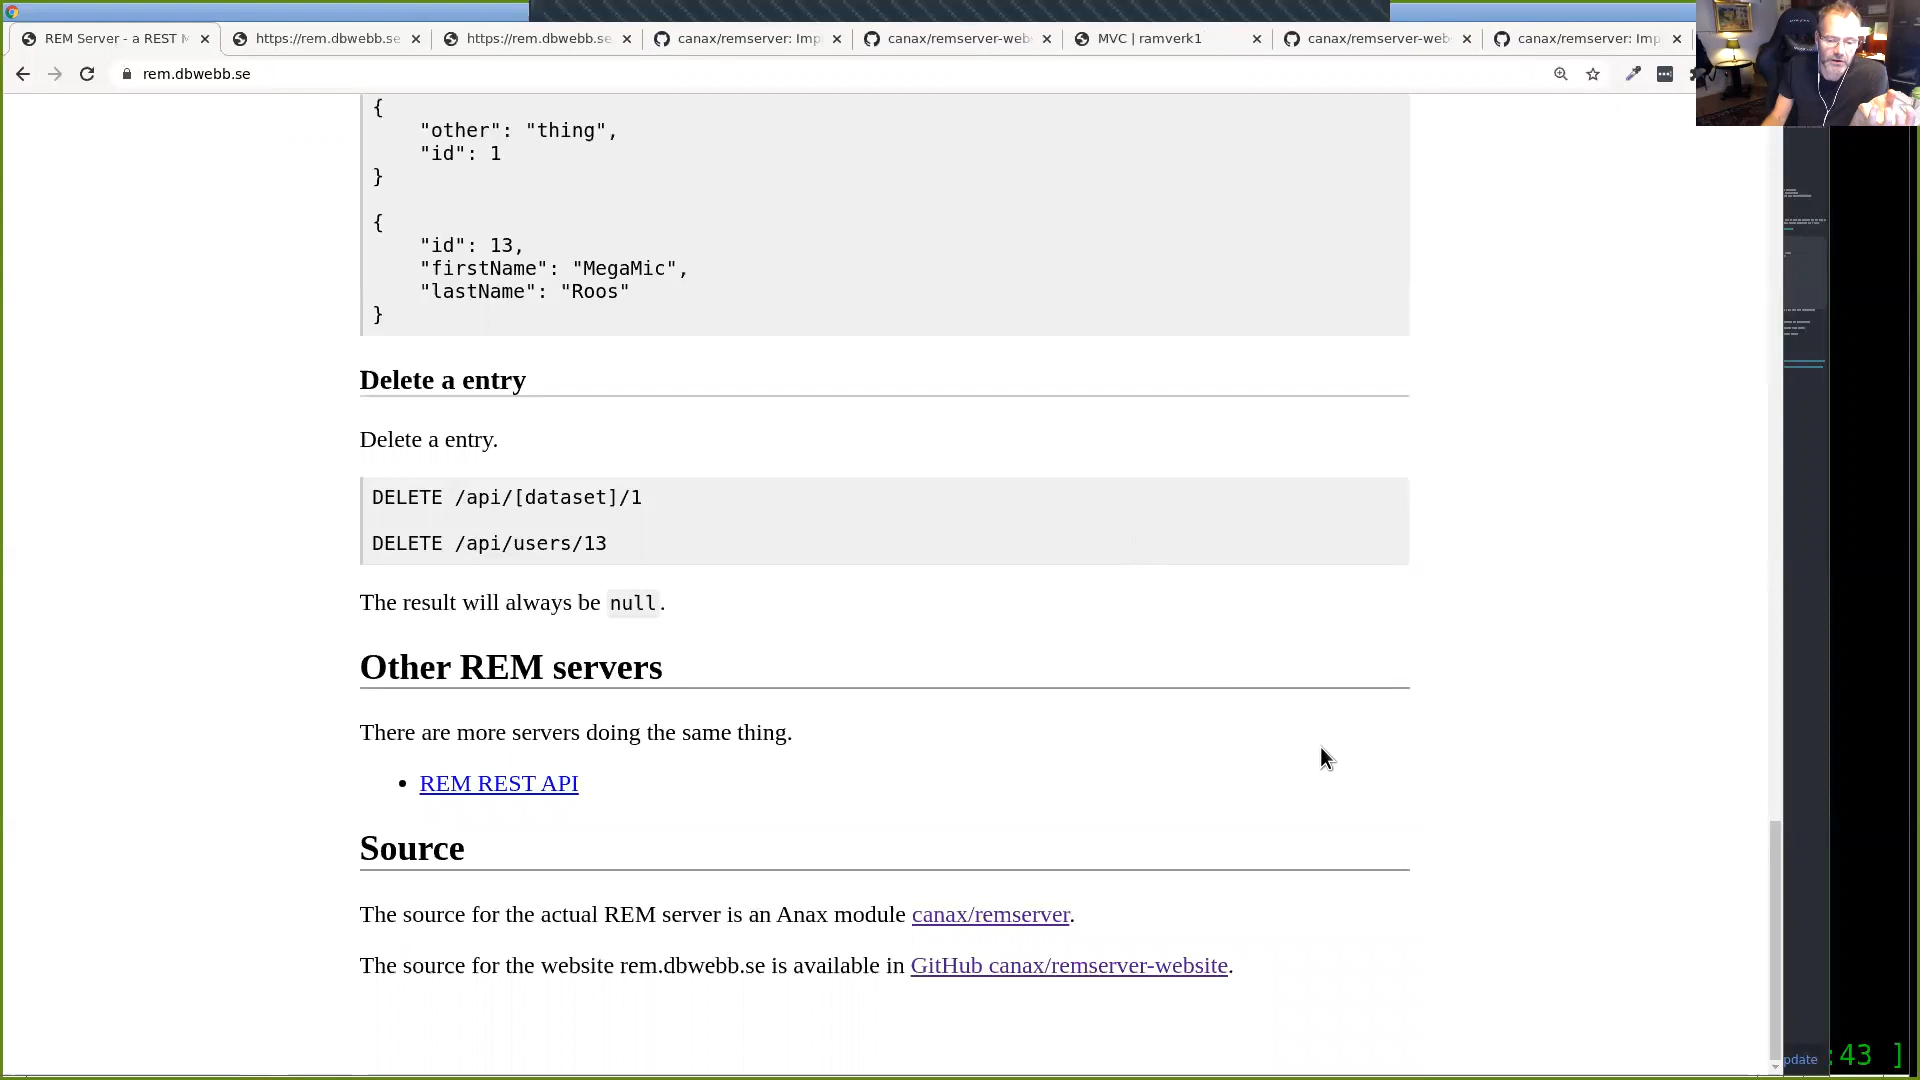 REM Server - a REST M
https://rem.dbwebb.se
https://rem.dbwebb.se
canax/remserver: Imp
canax/remserver-web
MVC | ramverk1
canax/remserver-web
canax/remserver: Imp
rem.dbwebb.se
{
"other": "thing",
"id": 1
}
{
"id": 13,
"firstName": "MegaMic",
"lastName": "Roos"
}
Delete a entry
Delete a entry.
DELETE /api/[dataset]/1
DELETE /api/users/13
The result will always be null.
Other REM servers
There are more servers doing the same thing.
• REM REST API
Source
The source for the actual REM server is an Anax module canax/remserver.
The source for the website rem.dbwebb.se is available in GitHub canax/remserver-website.
pdate :43 ]